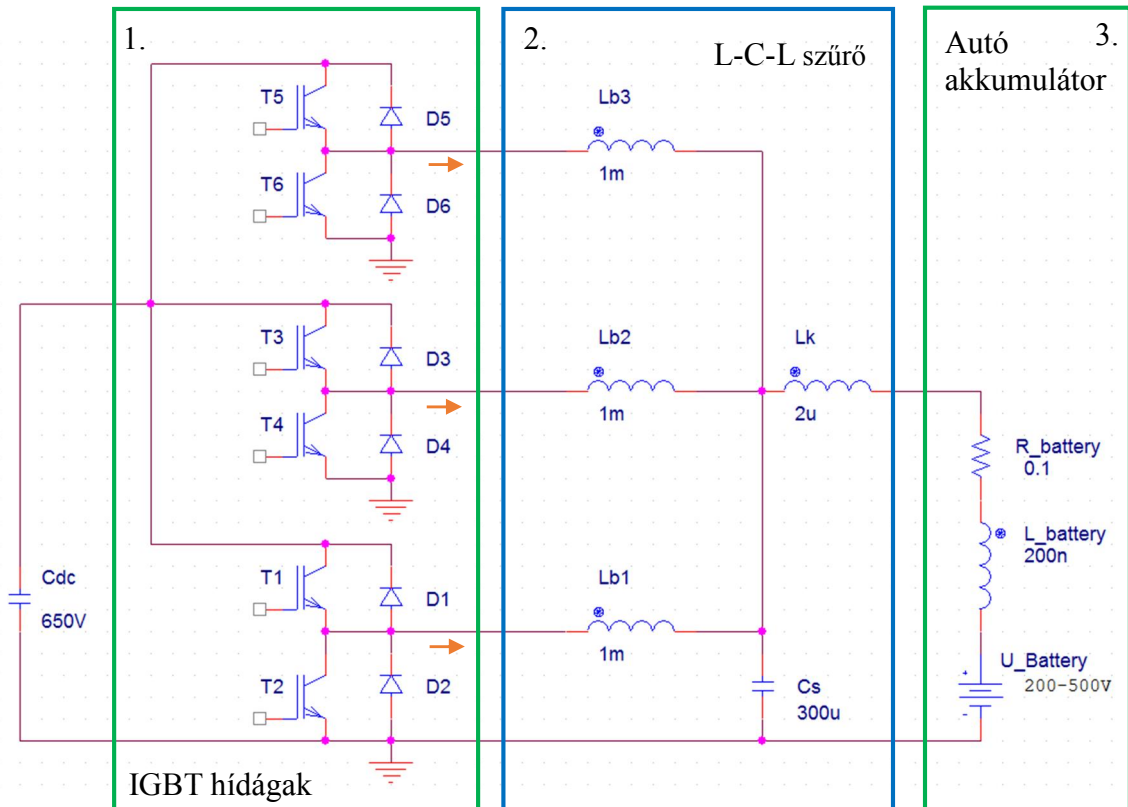 1.
2.
3.
L-C-L szűrő
Autó
akkumulátor
T5
D5
T6
D6
Lb3
1m
T3
D3
T4
D4
Lb2
1m
Lk
2u
R_battery
0.1
L_battery
200n
U_Battery
+
200-500V
-
Cdc
650V
T1
D1
T2
D2
Lb1
1m
Cs
300u
IGBT hídágak